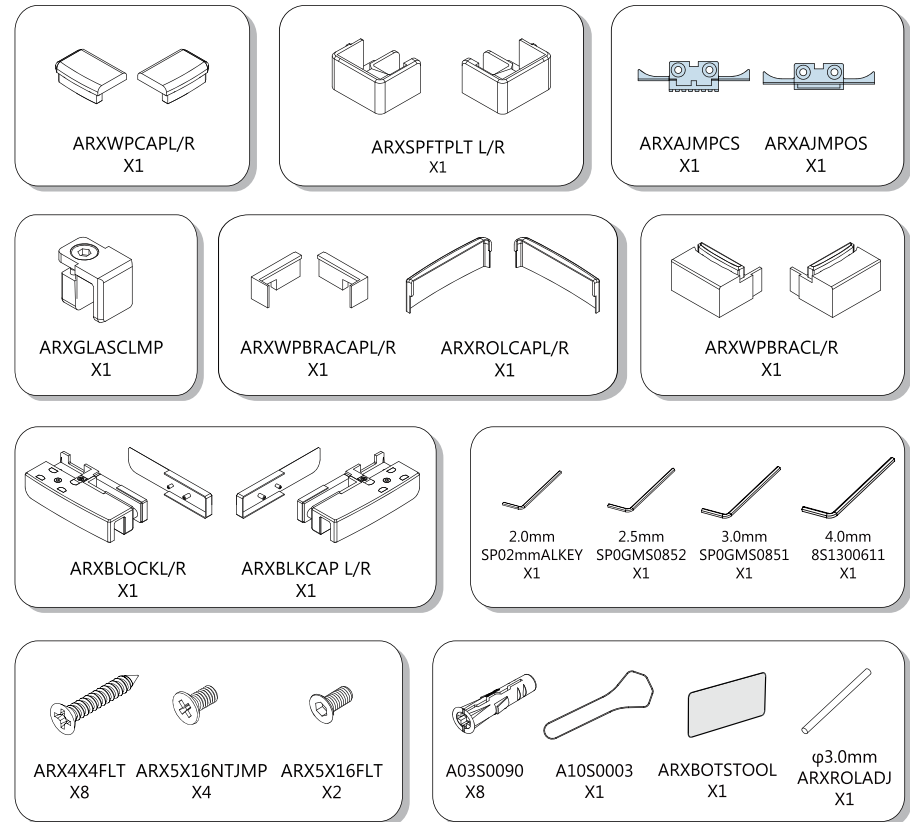 ARXWPCAPL/R
X1
ARXSPFTPLT L/R
X1
ARXAJMPCS
X1
ARXAJMPOS
X1
ARXGLASCLMP
X1
ARXWPBRACAPL/R
X1
ARXROLCAPL/R
X1
ARXWPBRACL/R
X1
ARXBLOCKL/R
X1
ARXBLKCAP L/R
X1
2.0mm
SP02mmALKEY
X1
2.5mm
SP0GMS0852
X1
3.0mm
SP0GMS0851
X1
4.0mm
8S1300611
X1
ARX4X4FLT
X8
ARX5X16NTJMP
X4
ARX5X16FLT
X2
A03S0090
X8
A10S0003
X1
ARXBOTSTOOL
X1
φ3.0mm
ARXROLADJ
X1